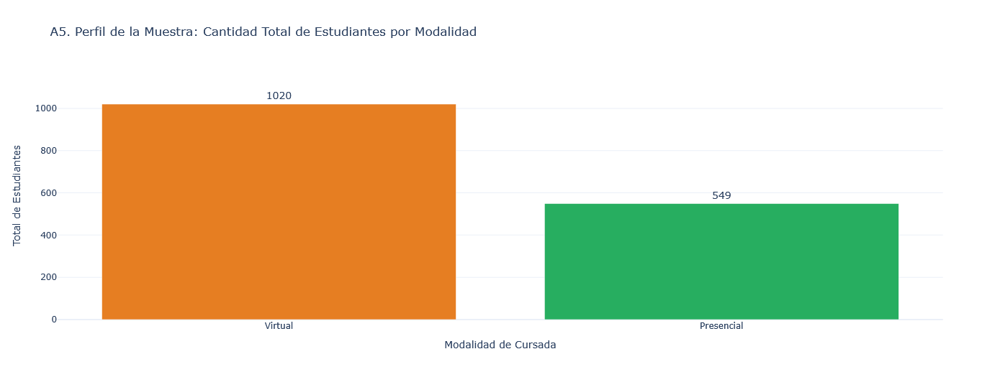 A5. Perfil de la Muestra: Cantidad Total de Estudiantes por Modalidad
Total de Estudiantes
1000
800
600
400
200
0
1020
549
Virtual
Presencial
Modalidad de Cursada